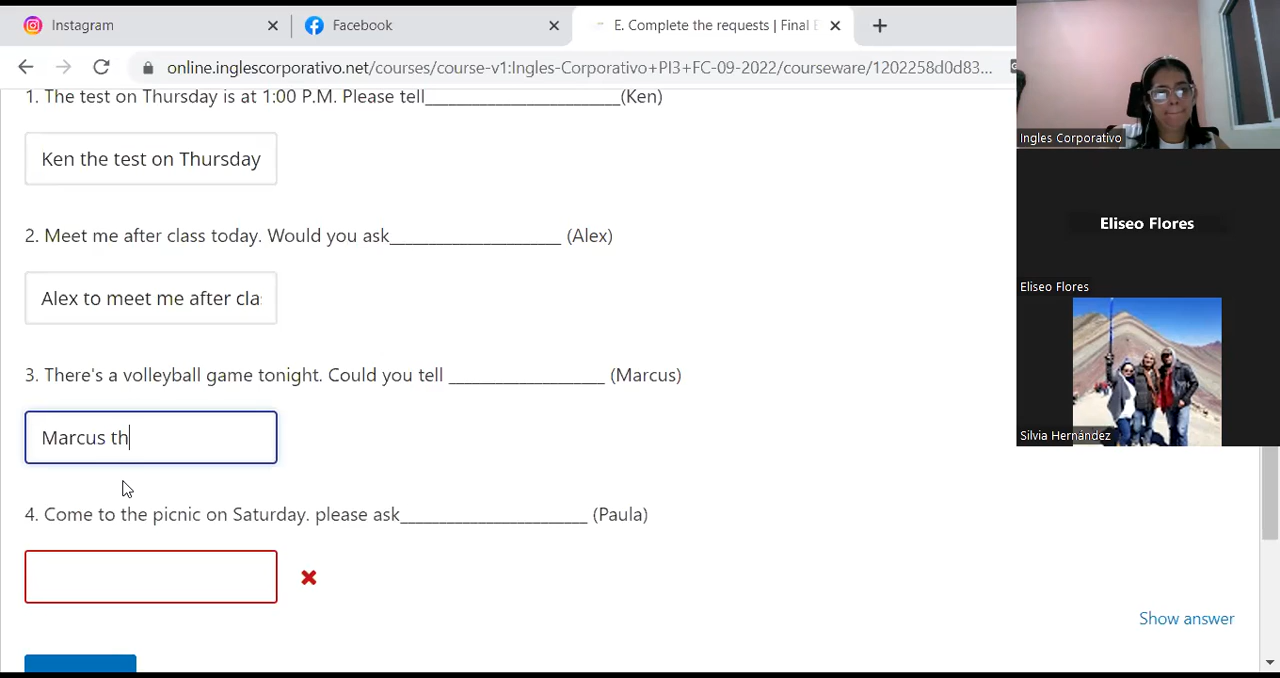 Instagram
Facebook
E. Complete the requests | Final E
online.inglescorporativo.net/courses/course-v1:Ingles-Corporativo+PI3+FC-09-2022/courseware/1202258d0d83...
1. The test on Thursday is at 1:00 P.M. Please tell______________________(Ken)
Ken the test on Thursday
2. Meet me after class today. Would you ask___________________ (Alex)
Alex to meet me after cla
3. There's a volleyball game tonight. Could you tell _________________ (Marcus)
Marcus th
4. Come to the picnic on Saturday. please ask_____________________ (Paula)
Show answer
Ingles Corporativo
Eliseo Flores
Eliseo Flores
Silvia Hernández